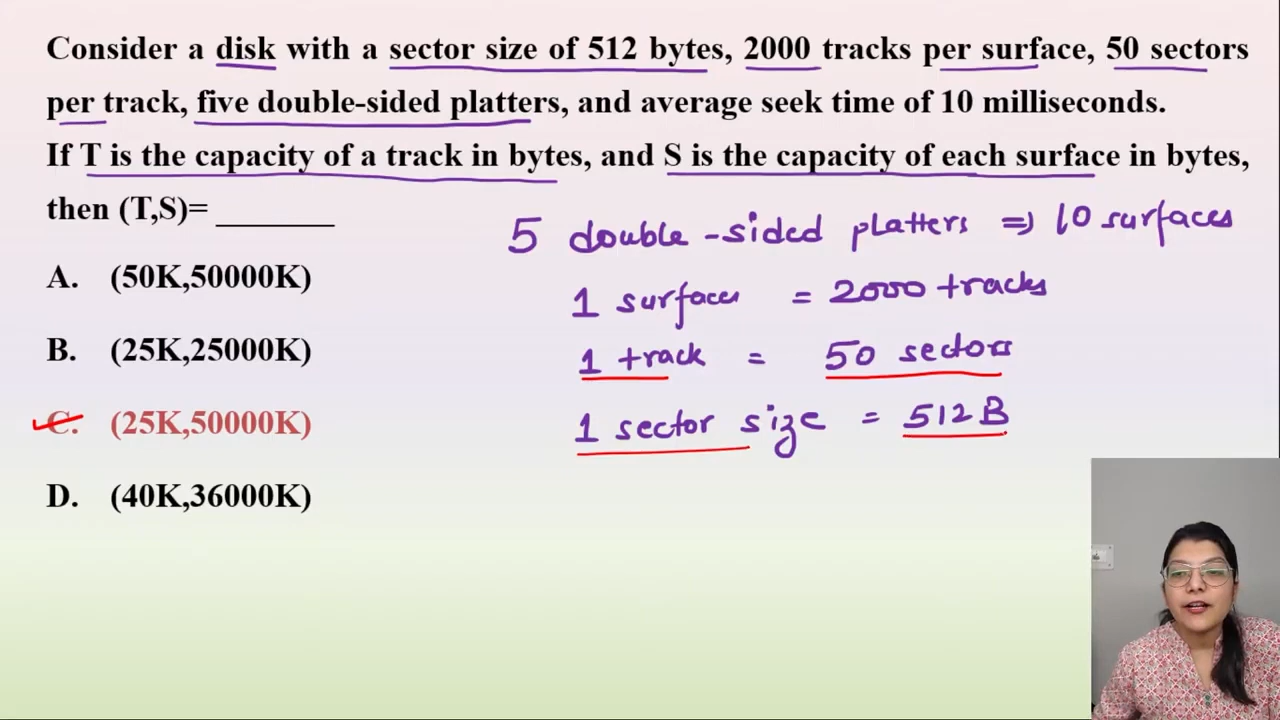 Consider a disk with a sector size of 512 bytes, 2000 tracks per surface, 50 sectors
per track, five double-sided platters, and average seek time of 10 milliseconds.
If T is the capacity of a track in bytes, and S is the capacity of each surface in bytes,
then (T,S)= _______
5 double-sided platters ⇒ 10 surfaces
A. (50K,50000K)
1 surfaces = 2000 tracks
B. (25K,25000K)
1 track = 50 sectors
C. (25K,50000K)
1 sector size = 512B
D. (40K,36000K)